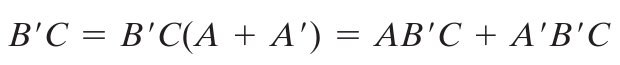 B′C = B′C(A + A′) = AB′C + A′B′C